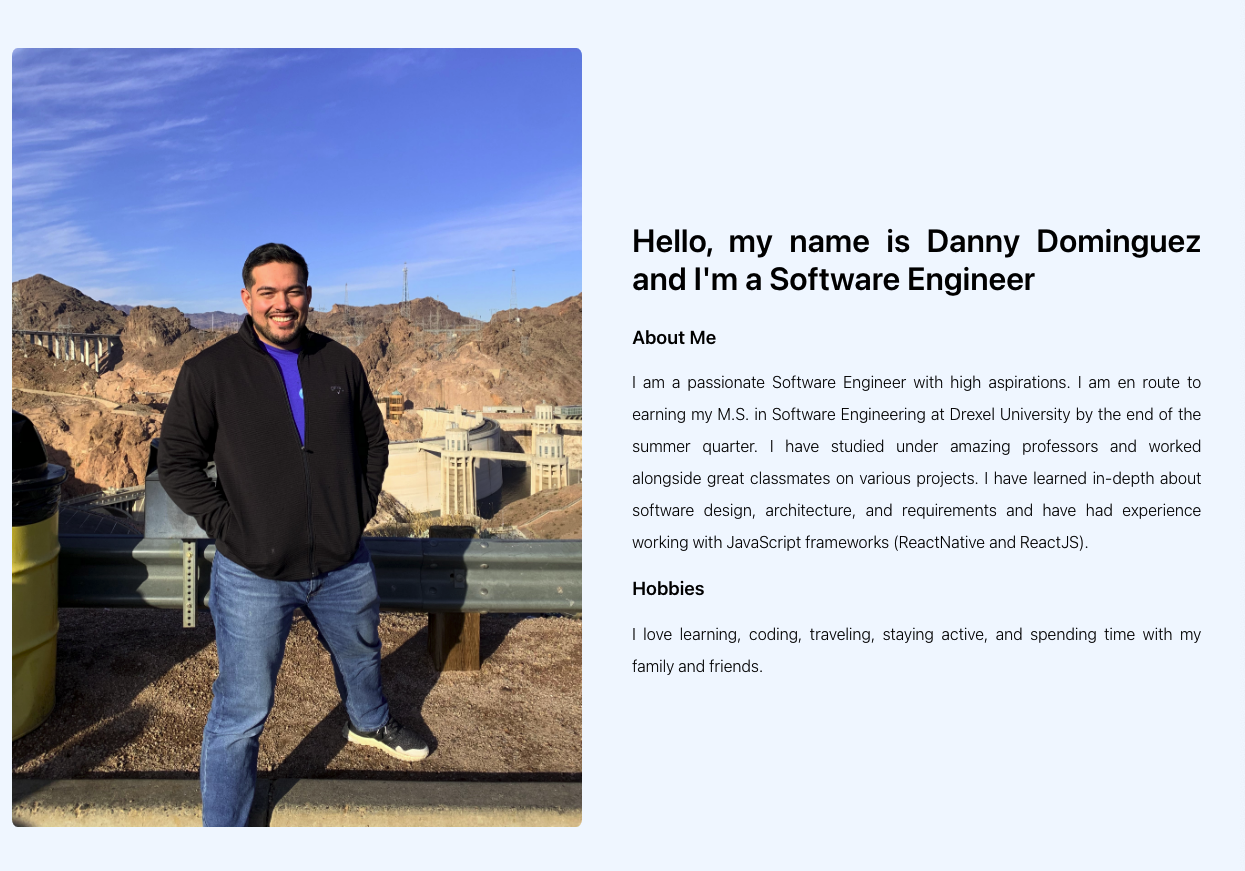 Hello, my name is Danny Dominguez
and I'm a Software Engineer
About Me
I am a passionate Software Engineer with high aspirations. I am en route to
earning my M.S. in Software Engineering at Drexel University by the end of the
summer quarter. I have studied under amazing professors and worked
alongside great classmates on various projects. I have learned in-depth about
software design, architecture, and requirements and have had experience
working with JavaScript frameworks (ReactNative and ReactJS).
Hobbies
I love learning, coding, traveling, staying active, and spending time with my
family and friends.